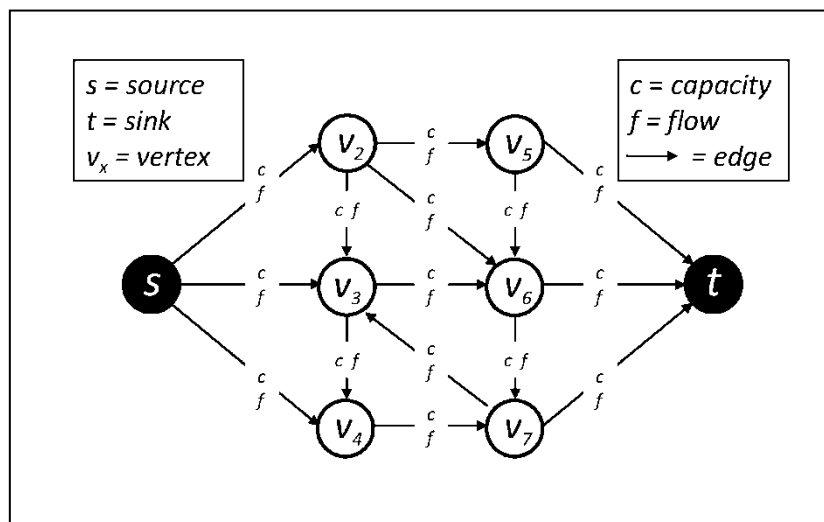 s = source
t = sink
vₓ = vertex
c = capacity
f = flow
= edge
v₂
c
f
v₅
c
f
c
f
c f
c
f
c f
s
c
f
v₃
c
f
v₆
c
f
t
c
f
c f
c
f
c f
c
f
v₄
c
f
v₇